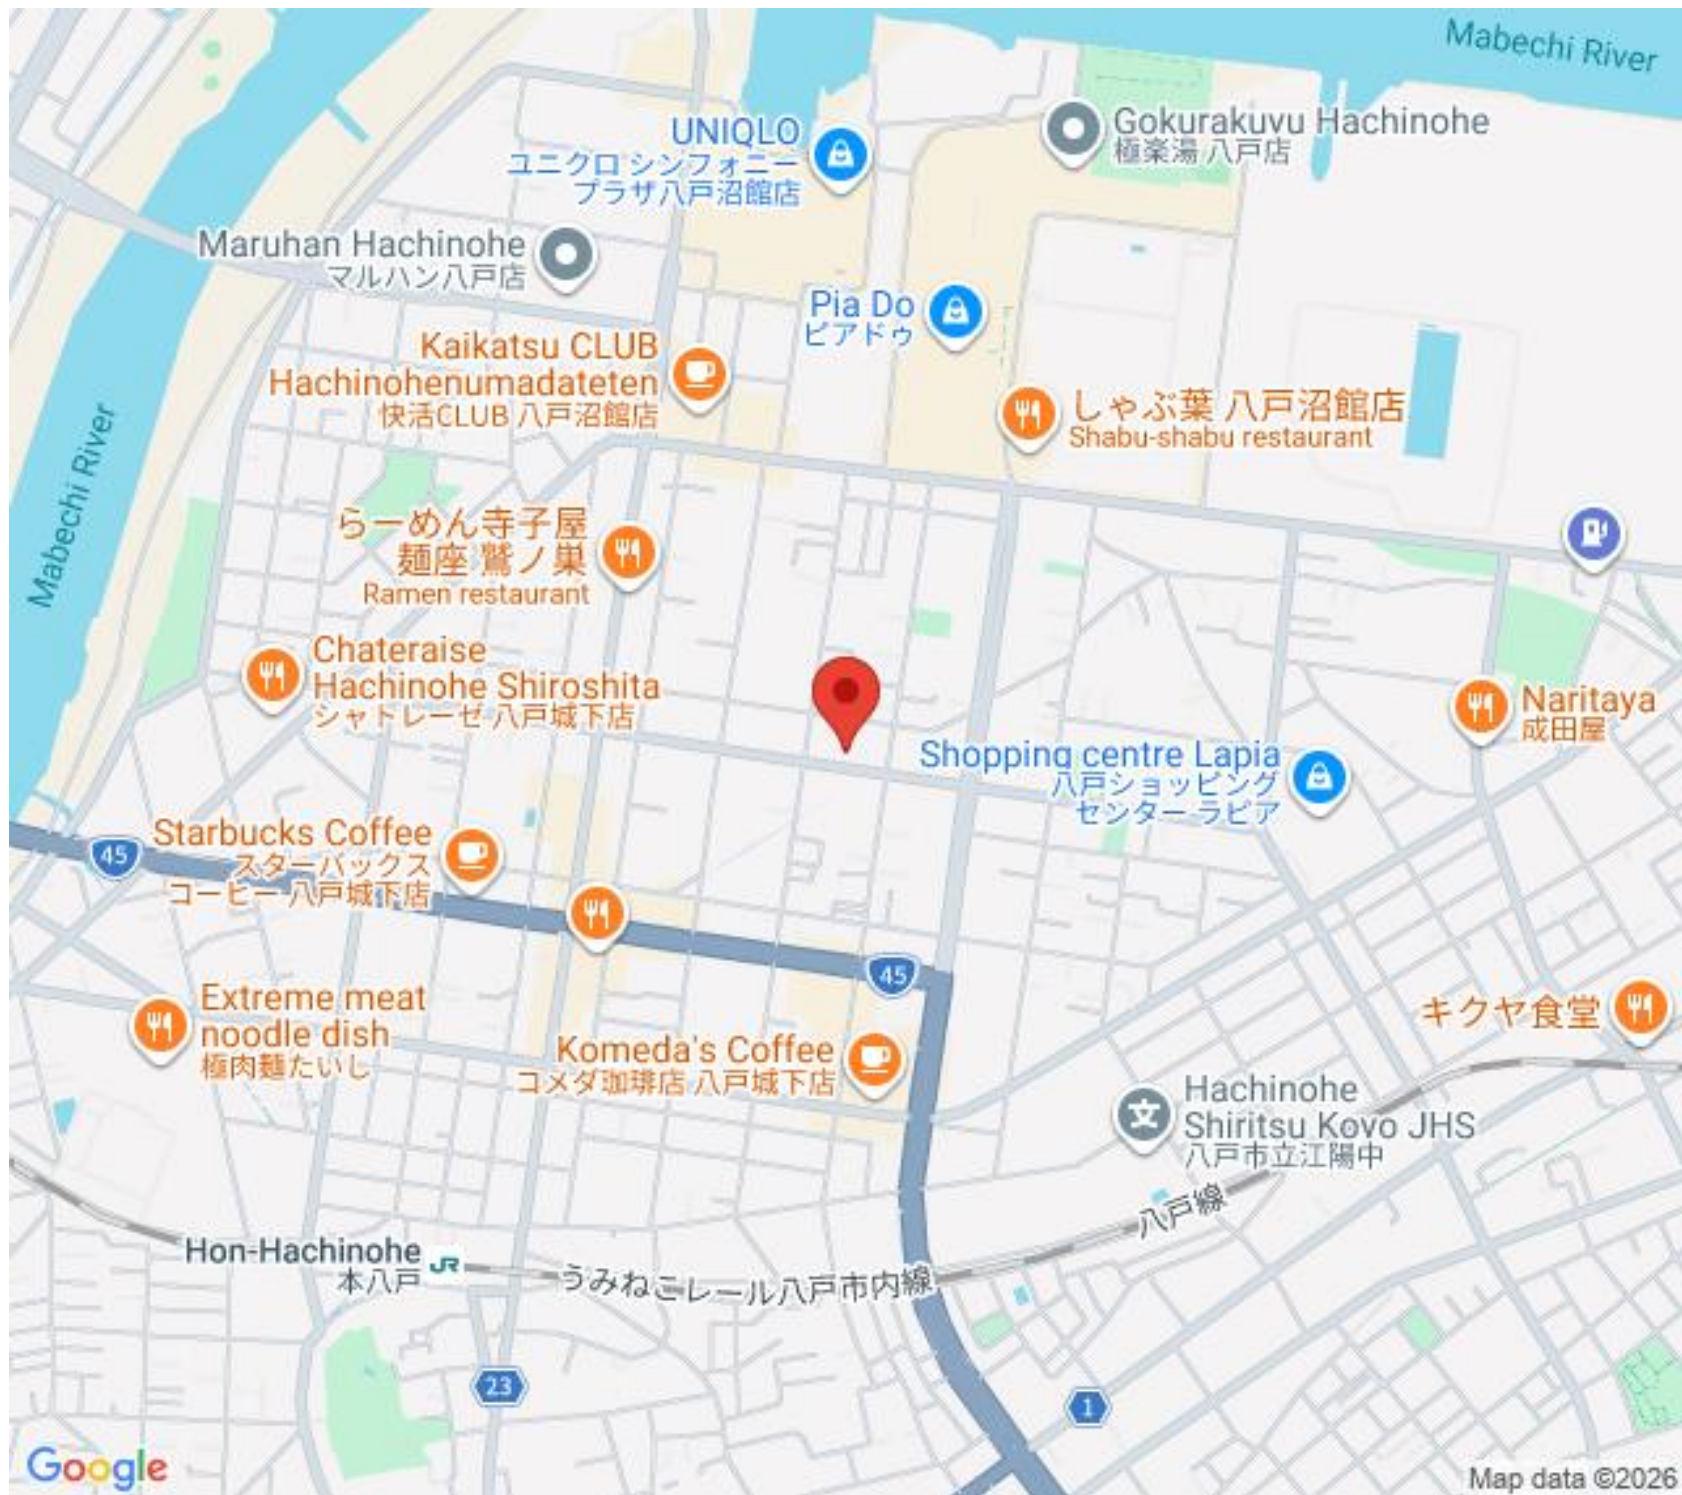 Mabechi River
Gokurakuyu Hachinohe
極楽湯 八戸店
UNIQLO
ユニクロ シンフォニー
プラザ八戸沼館店
Maruhan Hachinohe
マルハン八戸店
Pia Do
ピアドゥ
Kaikatsu CLUB
Hachinohenumadateten
快活CLUB 八戸沼館店
しゃぶ葉 八戸沼館店
Shabu-shabu restaurant
Mabechi River
らーめん寺子屋
麺座 鷲ノ巣
Ramen restaurant
Chateraise
Hachinohe Shiroshita
シャトレーゼ 八戸城下店
Naritaya
成田屋
Shopping centre Lapia
八戸ショッピング
センター ラピア
Starbucks Coffee
スターバックス
コーヒー 八戸城下店
45
45
Extreme meat
noodle dish
極肉麺たいし
キクヤ食堂
Komeda's Coffee
コメダ珈琲店 八戸城下店
Hachinohe
Shiritsu Koyo JHS
八戸市立江陽中
八戸線
Hon-Hachinohe
本八戸
JR
うみねこレール八戸市内線
23
1
Google
Map data ©2026